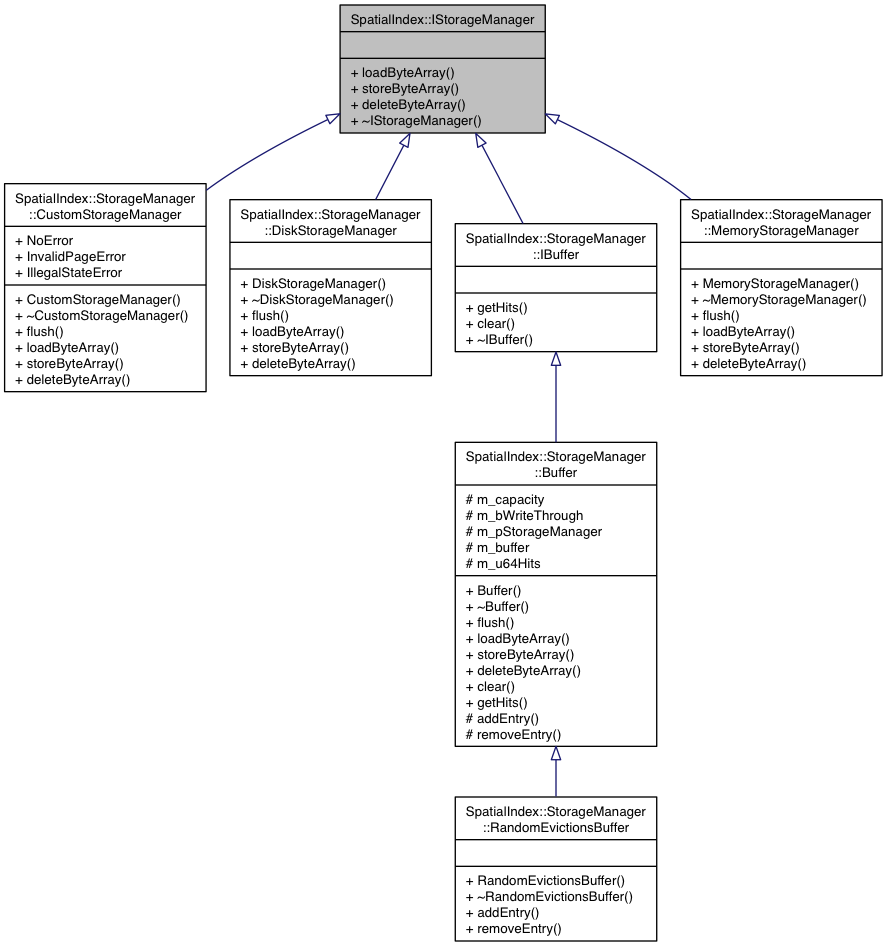 SpatialIndex::IStorageManager
+ loadByteArray()
+ storeByteArray()
+ deleteByteArray()
+ ~IStorageManager()
SpatialIndex::StorageManager
::CustomStorageManager
+ NoError
+ InvalidPageError
+ IllegalStateError
+ CustomStorageManager()
+ ~CustomStorageManager()
+ flush()
+ loadByteArray()
+ storeByteArray()
+ deleteByteArray()
SpatialIndex::StorageManager
::DiskStorageManager
+ DiskStorageManager()
+ ~DiskStorageManager()
+ flush()
+ loadByteArray()
+ storeByteArray()
+ deleteByteArray()
SpatialIndex::StorageManager
::IBuffer
+ getHits()
+ clear()
+ ~IBuffer()
SpatialIndex::StorageManager
::MemoryStorageManager
+ MemoryStorageManager()
+ ~MemoryStorageManager()
+ flush()
+ loadByteArray()
+ storeByteArray()
+ deleteByteArray()
SpatialIndex::StorageManager
::Buffer
# m_capacity
# m_bWriteThrough
# m_pStorageManager
# m_buffer
# m_u64Hits
+ Buffer()
+ ~Buffer()
+ flush()
+ loadByteArray()
+ storeByteArray()
+ deleteByteArray()
+ clear()
+ getHits()
# addEntry()
# removeEntry()
SpatialIndex::StorageManager
::RandomEvictionsBuffer
+ RandomEvictionsBuffer()
+ ~RandomEvictionsBuffer()
+ addEntry()
+ removeEntry()